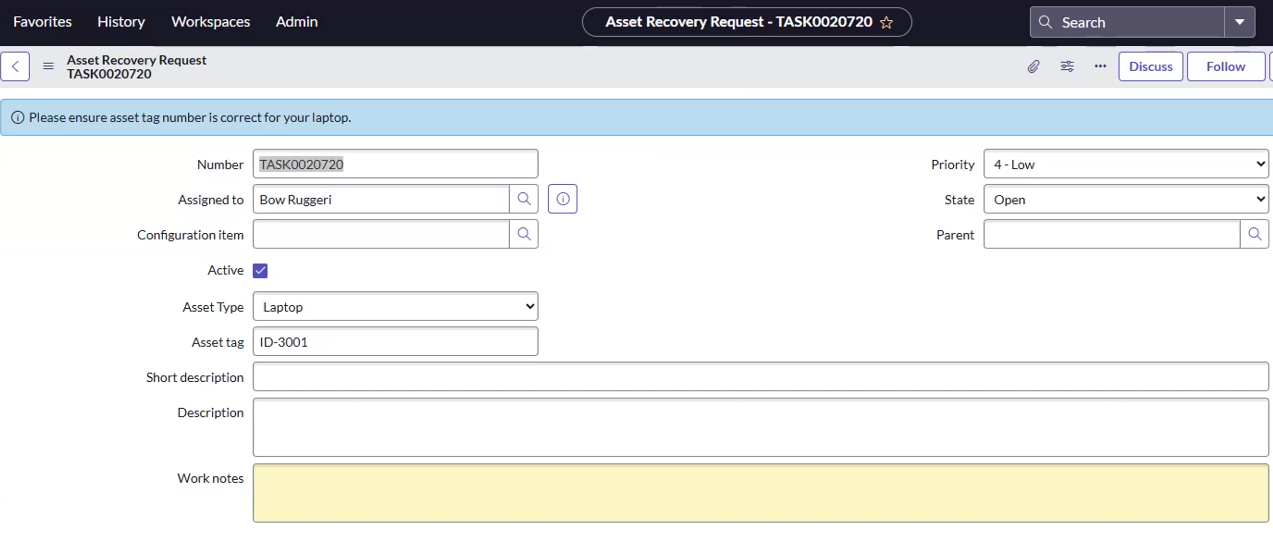 Favorites History Workspaces Admin Asset Recovery Request - TASK0020720 Search
Asset Recovery Request
TASK0020720
Discuss Follow
Please ensure asset tag number is correct for your laptop.
Number TASK0020720 Priority 4 - Low
Assigned to Bow Ruggeri State Open
Configuration item Parent
Active
Asset Type Laptop
Asset tag ID-3001
Short description
Description
Work notes